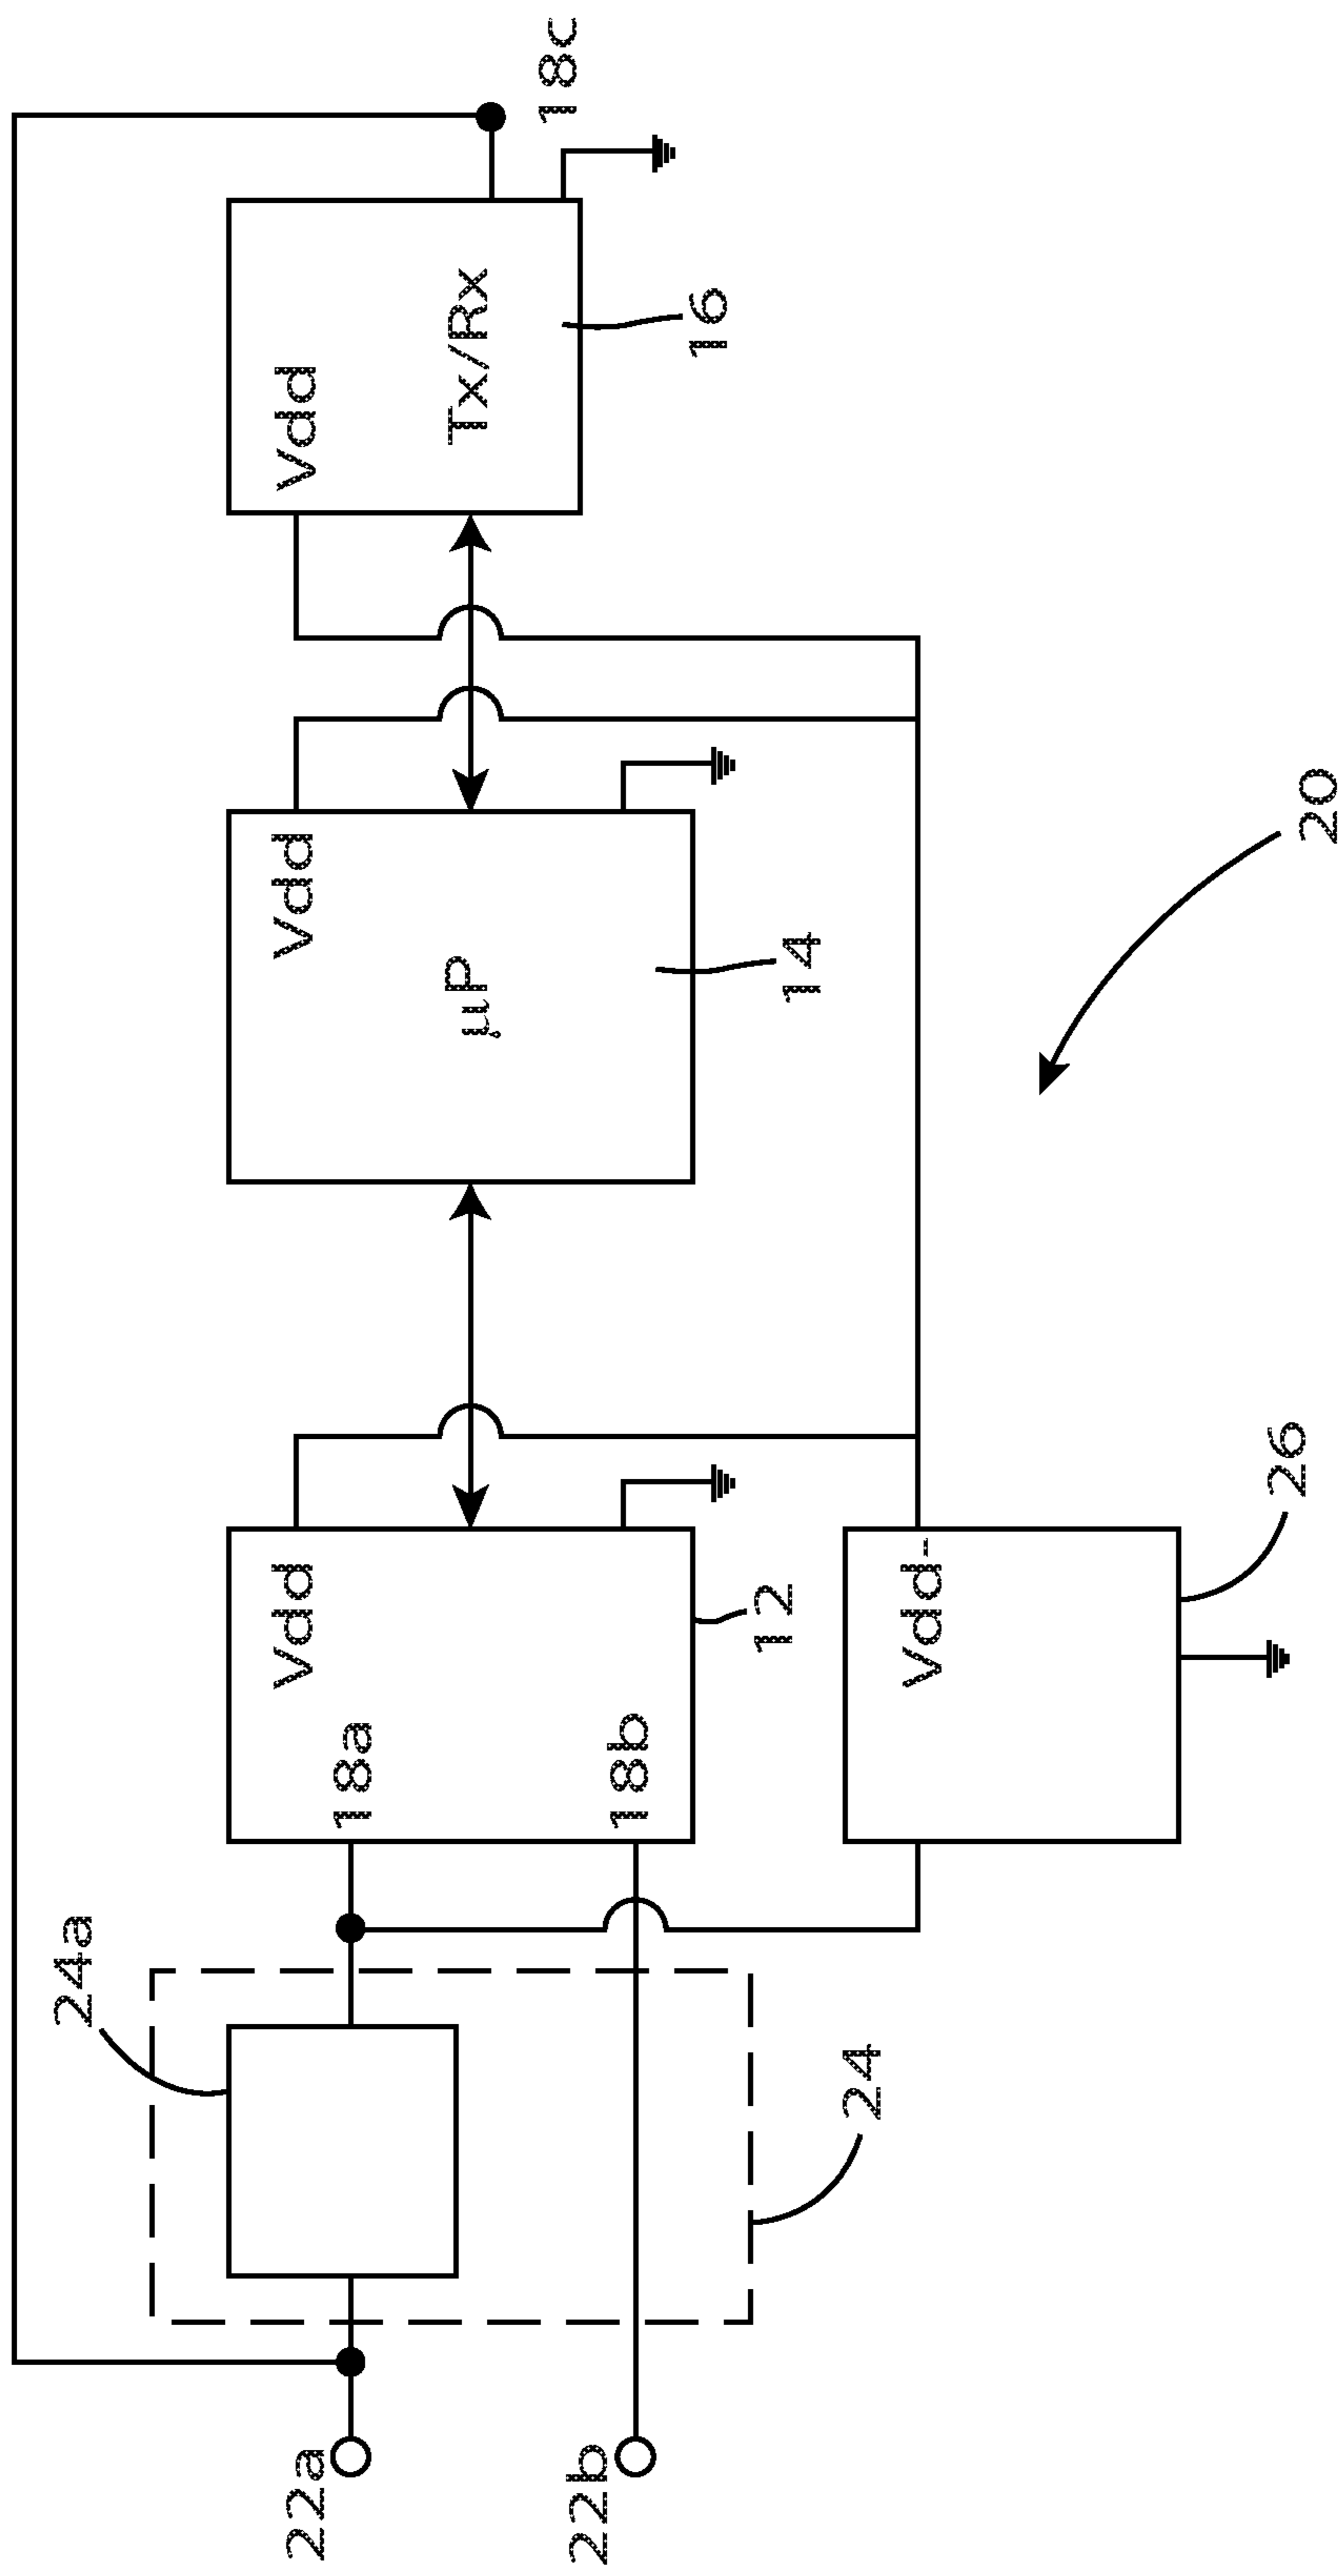 18c
24a
Vdd
Vdd
Vdd
18a
22a
µP
Tx/Rx
18b
22b
16
12
14
24
Vdd-
26
20